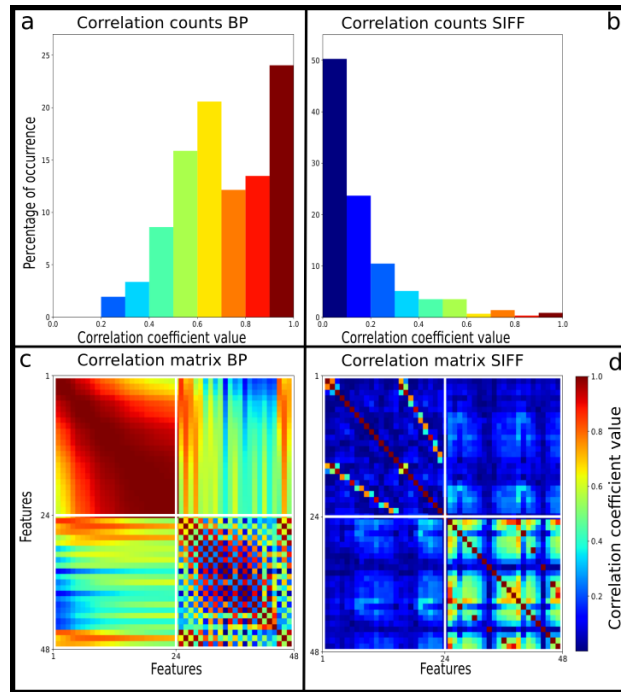 a
Correlation counts BP
Correlation counts SIFF
b
Percentage of occurrence
25
20
15
10
5
0
0.0 0.2 0.4 0.6 0.8 1.0
Correlation coefficient value
50
40
30
20
10
0
0.0 0.2 0.4 0.6 0.8 1.0
Correlation coefficient value
c
Correlation matrix BP
Correlation matrix SIFF
d
Features
1
24
48
1 24 48
Features
1
24
48
1 24 48
Features
1.0
0.8
0.6
0.4
0.2
Correlation coefficient value